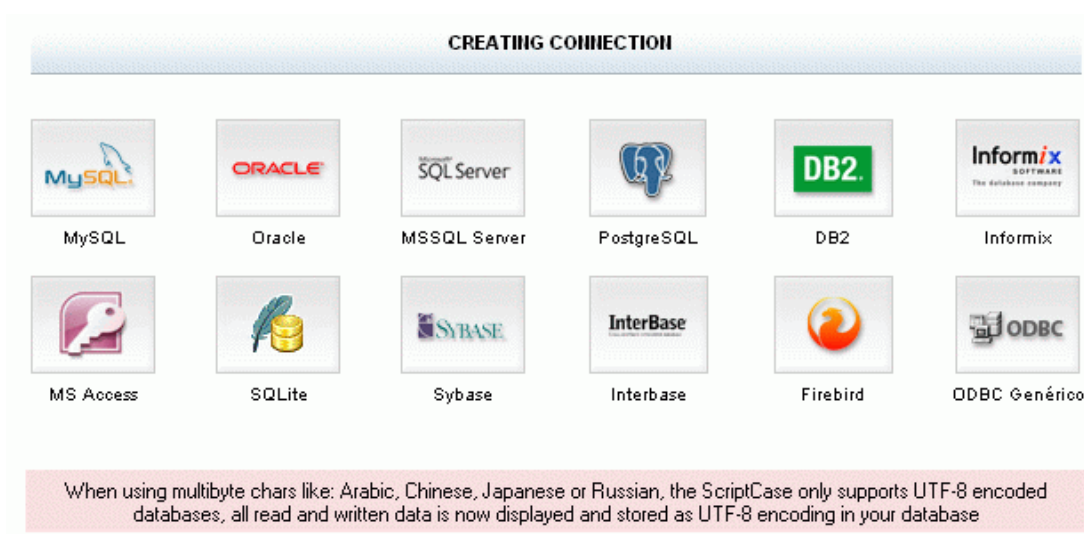 CREATING CONNECTION
MySQL ORACLE Microsoft SQL Server DB2. Informix
SOFTWARE
The database company
MySQL Oracle MSSQL Server PostgreSQL DB2 Informix
SYBASE InterBase ODBC
MS Access SQLite Sybase Interbase Firebird ODBC Genérico
When using multibyte chars like: Arabic, Chinese, Japanese or Russian, the ScriptCase only supports UTF-8 encoded
databases, all read and written data is now displayed and stored as UTF-8 encoding in your database